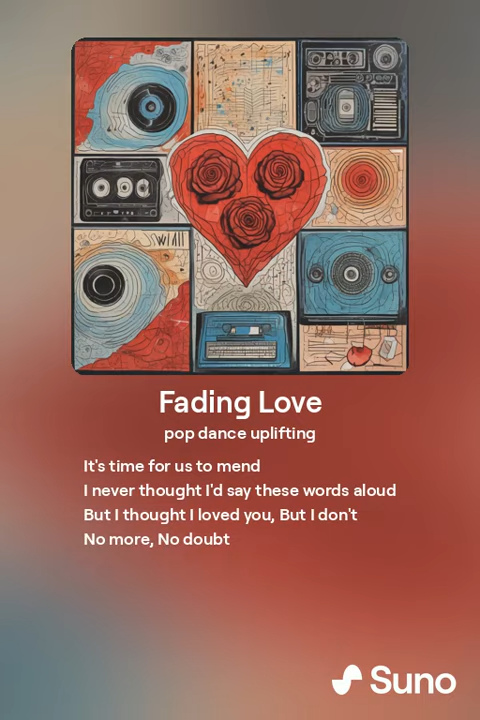 Fading Love
pop dance uplifting
It's time for us to mend
I never thought I'd say these words aloud
But I thought I loved you, But I don't
No more, No doubt
Suno